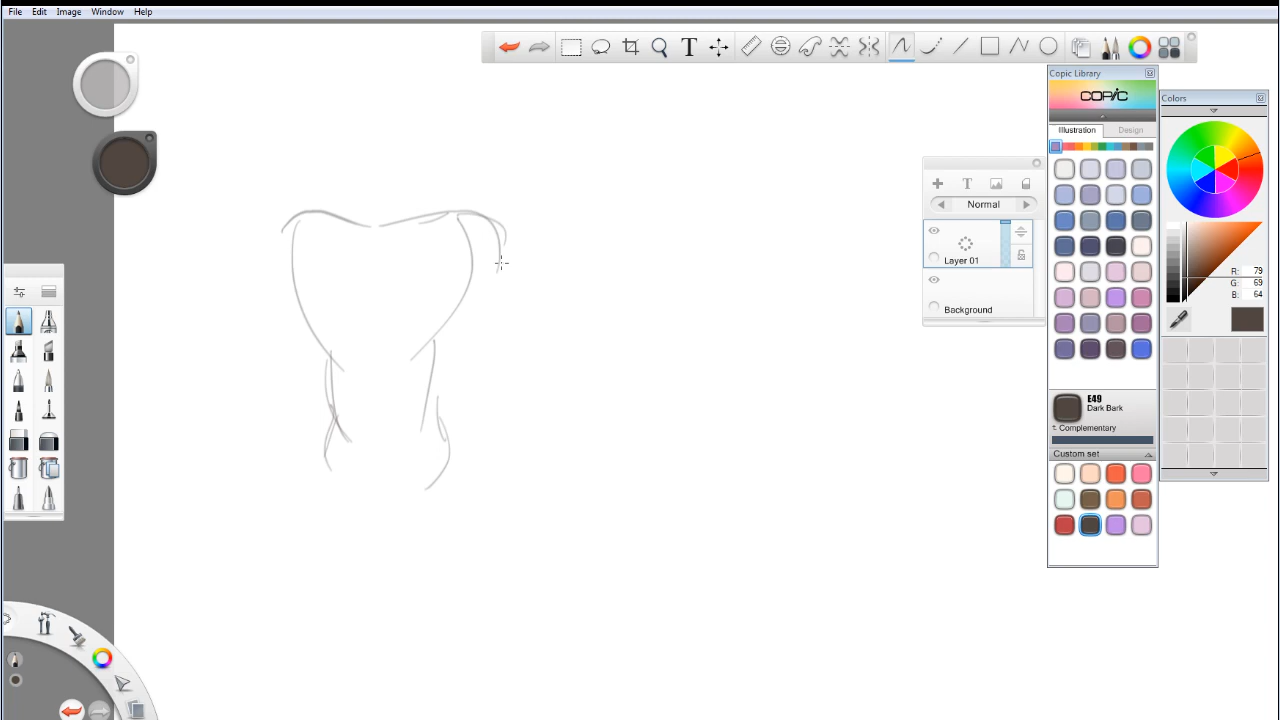 File Edit Image Window Help
T
Copic Library
COPIC
Illustration Design
Colors
T
Normal
Layer 01
Background
R: 79
G: 69
B: 64
E49
Dark Bark
Complementary
Custom set